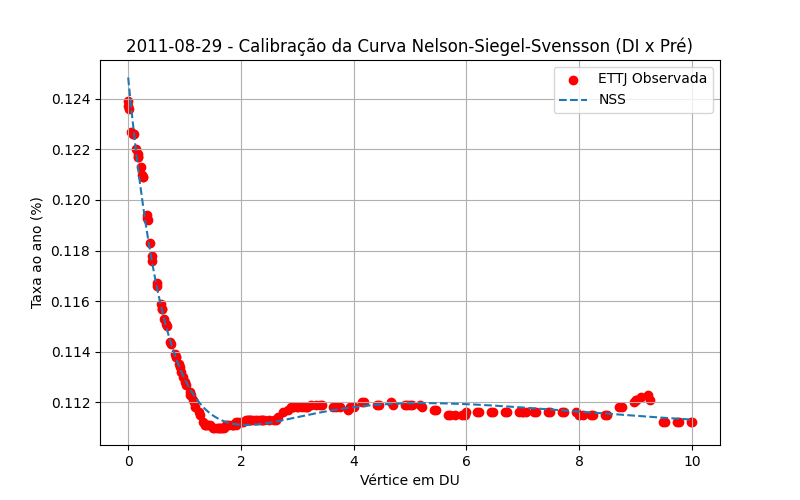 2011-08-29 - Calibração da Curva Nelson-Siegel-Svensson (DI x Pré)
ETTJ Observada
NSS
Taxa ao ano (%)
0.124
0.122
0.120
0.118
0.116
0.114
0.112
0 2 4 6 8 10
Vértice em DU